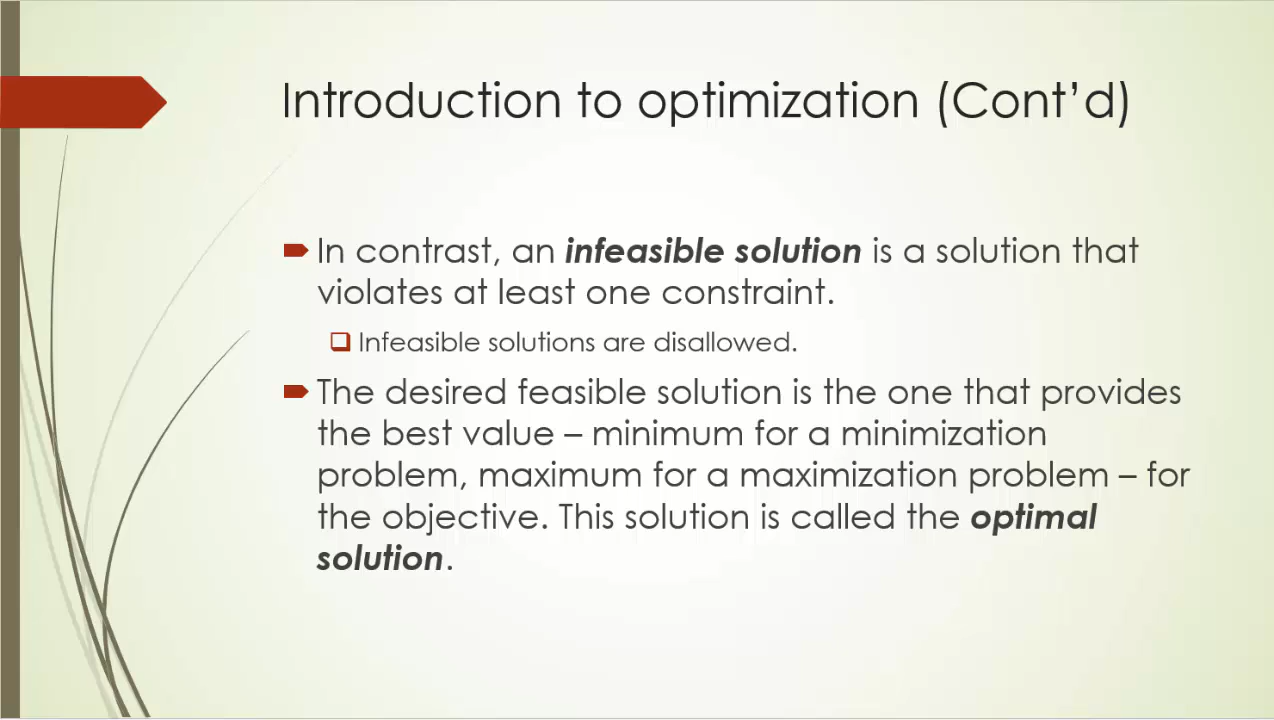 Introduction to optimization (Cont’d)
In contrast, an infeasible solution is a solution that
violates at least one constraint.
Infeasible solutions are disallowed.
The desired feasible solution is the one that provides
the best value – minimum for a minimization
problem, maximum for a maximization problem – for
the objective. This solution is called the optimal
solution.